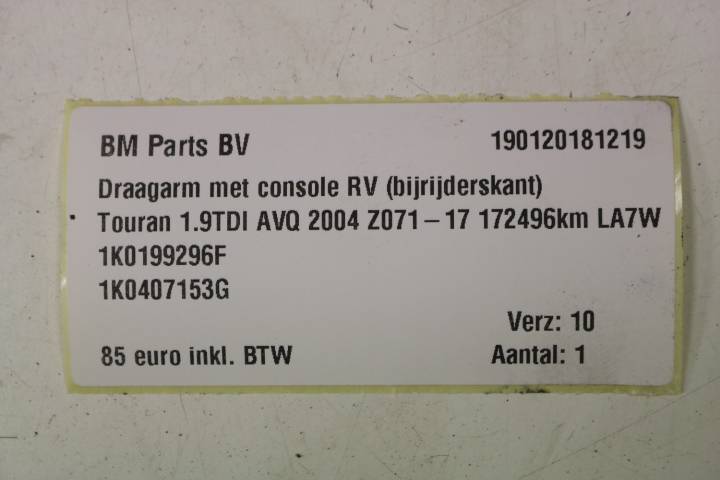 BM Parts BV 190120181219
Draagarm met console RV (bijrijderskant)
Touran 1.9TDI AVQ 2004 Z071-17 172496km LA7W
1K0199296F
1K0407153G
Verz: 10
85 euro inkl. BTW Aantal: 1